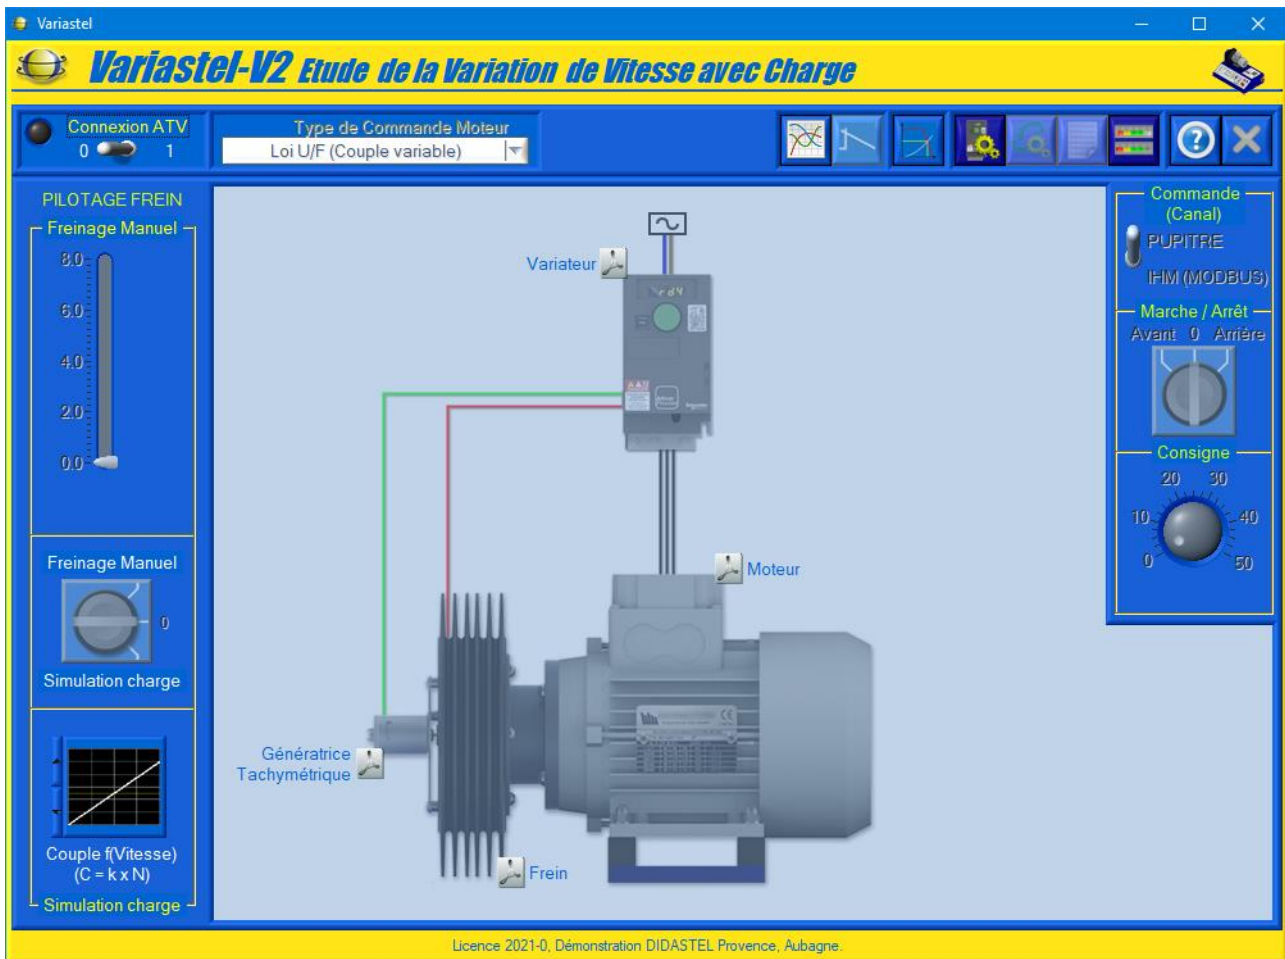 Variastel
Variastel-V2 Etude de la Variation de Vitesse avec Charge
Connexion ATV
0 1
Type de Commande Moteur
Loi U/F (Couple variable)
PILOTAGE FREIN
Freinage Manuel
8.0
6.0
4.0
2.0
0.0
Freinage Manuel
0
Simulation charge
Couple f(Vitesse)
(C = k x N)
Simulation charge
Variateur
rdY
Moteur
Génératrice
Tachymétrique
Frein
Commande
(Canal)
PUPITRE
IHM (MODBUS)
Marche / Arrêt
Avant 0 Arrière
Consigne
20 30
10 40
0 50
Licence 2021-0, Démonstration DIDASTEL Provence, Aubagne.